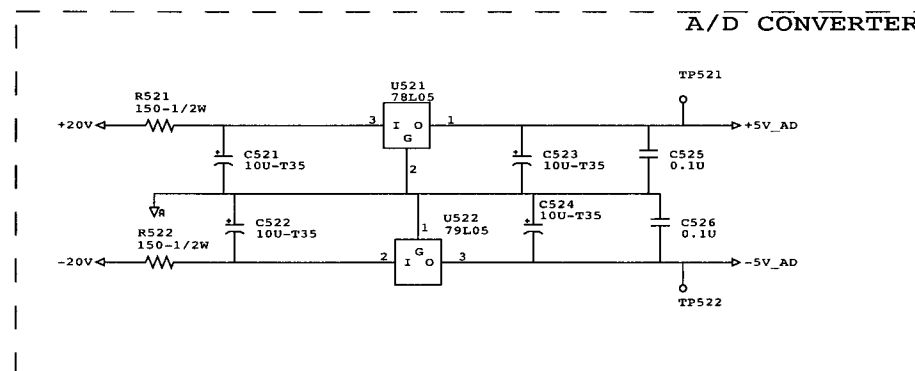 A/D CONVERTER
TP521
U521
78L05
R521
150-1/2W
+20V
3 I O 1
G
+5V_AD
2
+ C521
10U-T35
+ C523
10U-T35
C525
0.1U
A
+ C522
10U-T35
1
U522
79L05
+ C524
10U-T35
C526
0.1U
R522
150-1/2W
-20V
2 I G O 3
-5V_AD
TP522